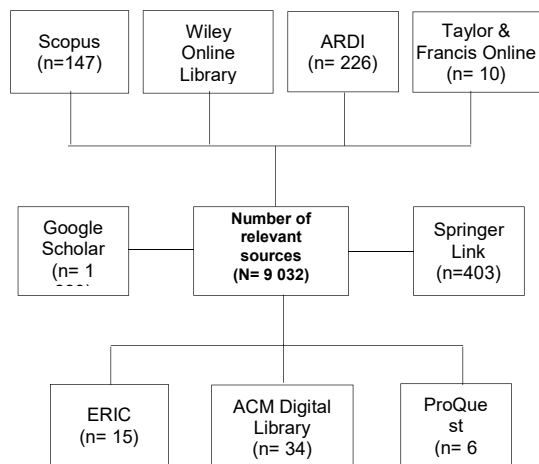 Scopus
(n=147)
Wiley
Online
Library
ARDI
(n= 226)
Taylor &
Francis Online
(n= 10)
Google
Scholar
(n= 1
Number of
relevant
sources
(N= 9 032)
Springer
Link
(n=403)
ERIC
(n= 15)
ACM Digital
Library
(n= 34)
ProQue
st
(n= 6